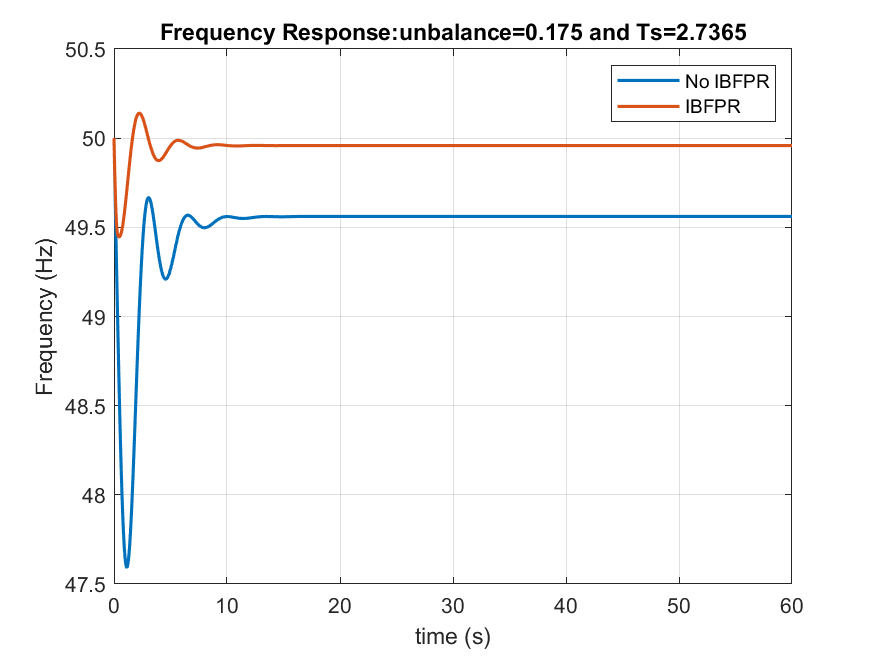 Frequency Response:unbalance=0.175 and Ts=2.7365
50.5
50
49.5
49
48.5
48
47.5
Frequency (Hz)
No IBFPR
IBFPR
0 10 20 30 40 50 60
time (s)